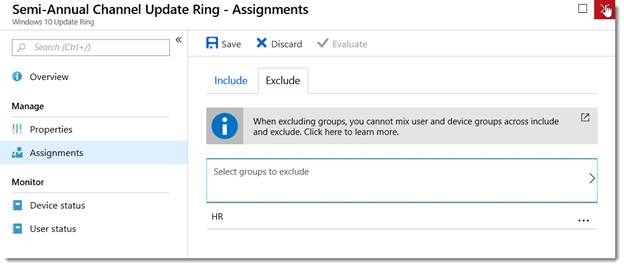 Semi-Annual Channel Update Ring - Assignments
Windows 10 Update Ring
Search (Ctrl+/)
Overview
Manage
Properties
Assignments
Monitor
Device status
User status
Save
Discard
Evaluate
Include
Exclude
When excluding groups, you cannot mix user and device groups across include
and exclude. Click here to learn more.
Select groups to exclude
HR